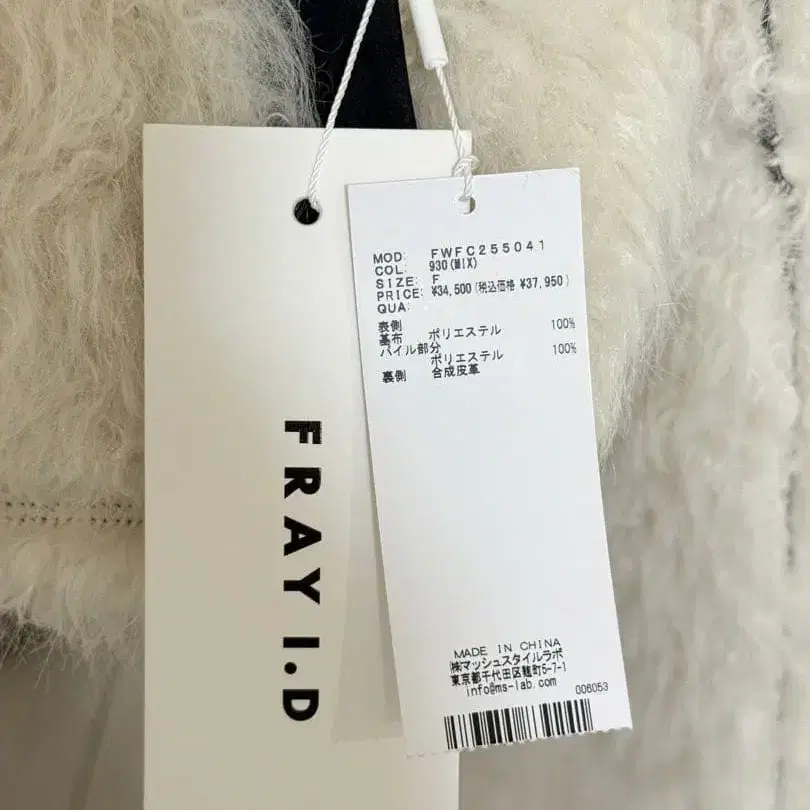 FRAY I.D
MOD: FWFC255041
COL: 930(MIX)
SIZE: F
PRICE: ¥34,500(税込価格 ¥37,950)
QUA:
表側
基布 ポリエステル 100%
パイル部分
ポリエステル 100%
裏側 合成皮革
MADE IN CHINA
㈱マッシュスタイルラボ
東京都千代田区麹町5-7-1
info@ms-lab.com
006053